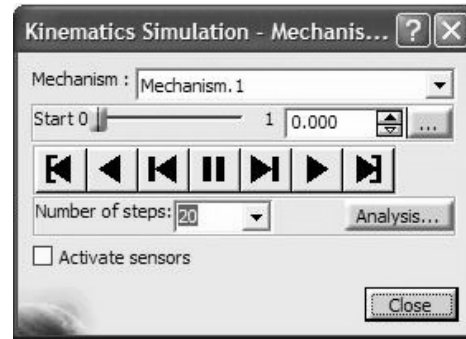 Kinematics Simulation - Mechanis... ?
Mechanism : Mechanism.1
Start 0 1 0.000 ...
Number of steps: 20 Analysis...
Activate sensors
Close